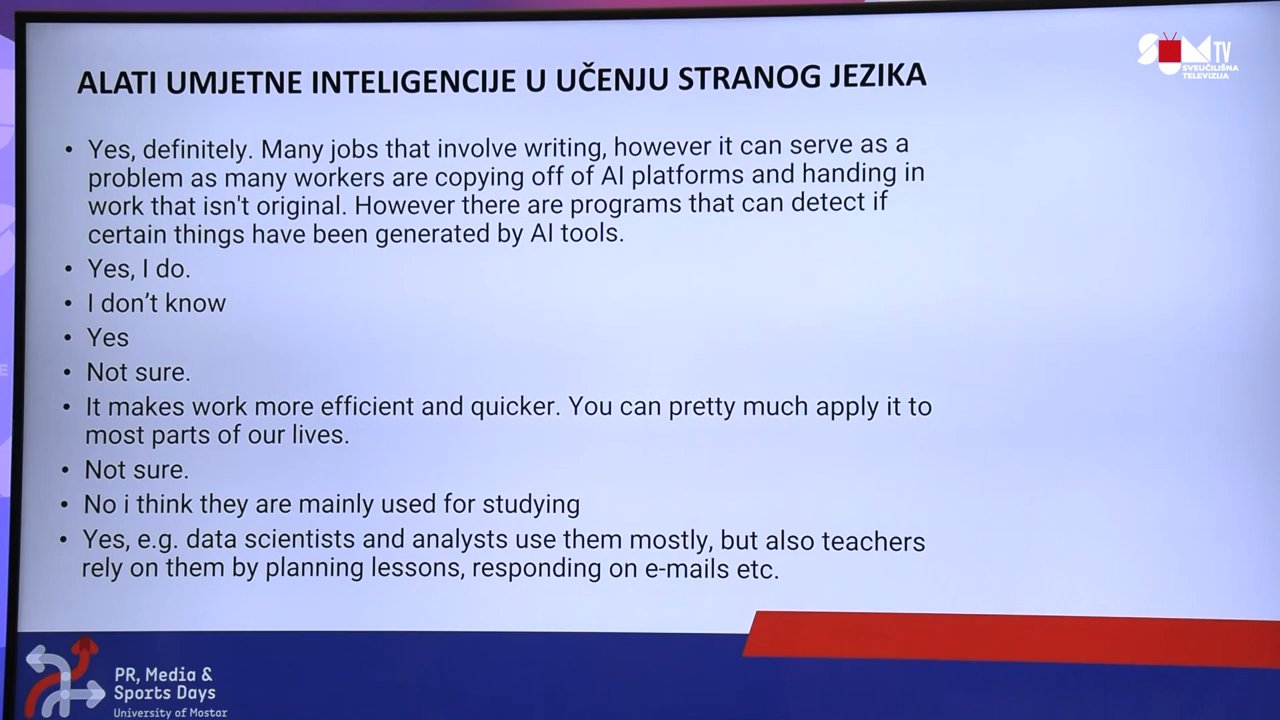 SUM TV
SVEUČILIŠNA
TELEVIZIJA
ALATI UMJETNE INTELIGENCIJE U UČENJU STRANOG JEZIKA
• Yes, definitely. Many jobs that involve writing, however it can serve as a
problem as many workers are copying off of AI platforms and handing in
work that isn't original. However there are programs that can detect if
certain things have been generated by AI tools.
• Yes, I do.
• I don’t know
• Yes
• Not sure.
• It makes work more efficient and quicker. You can pretty much apply it to
most parts of our lives.
• Not sure.
• No i think they are mainly used for studying
• Yes, e.g. data scientists and analysts use them mostly, but also teachers
rely on them by planning lessons, responding on e-mails etc.
PR, Media &
Sports Days
University of Mostar